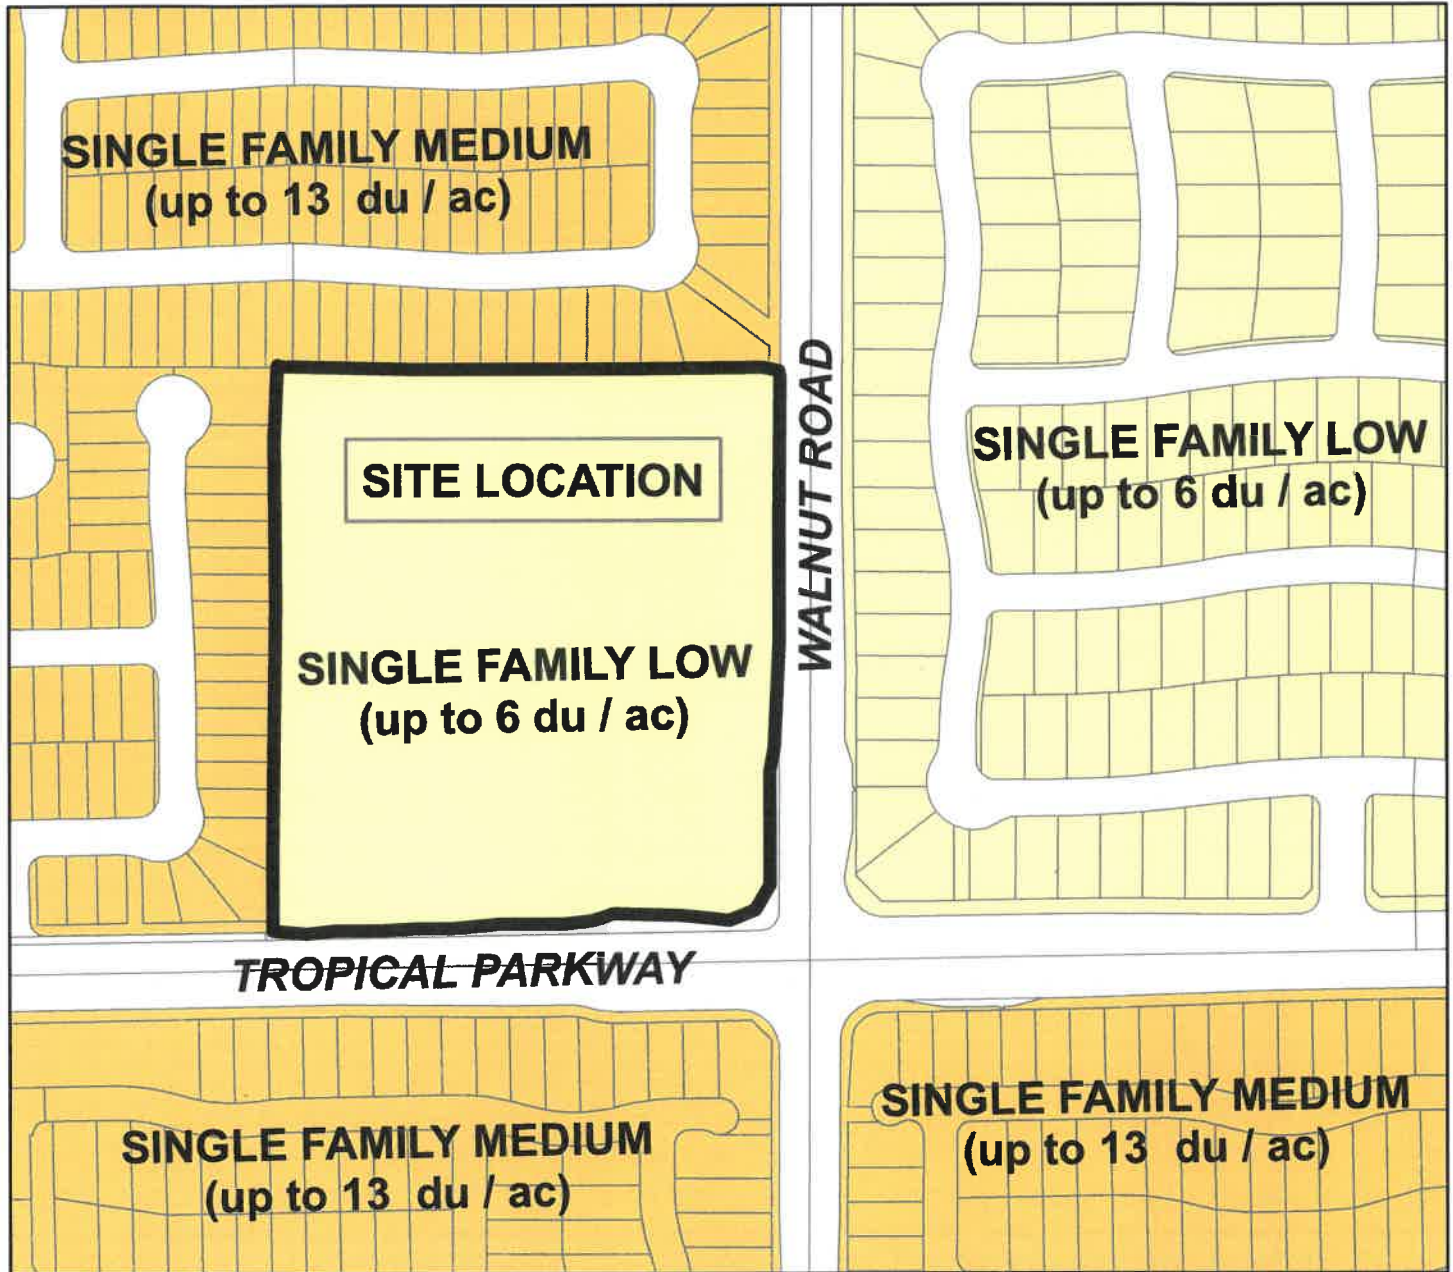 SINGLE FAMILY MEDIUM
(up to 13 du / ac)
SITE LOCATION
WALNUT ROAD
SINGLE FAMILY LOW
(up to 6 du / ac)
SINGLE FAMILY LOW
(up to 6 du / ac)
TROPICAL PARKWAY
SINGLE FAMILY MEDIUM
(up to 13 du / ac)
SINGLE FAMILY MEDIUM
(up to 13 du / ac)